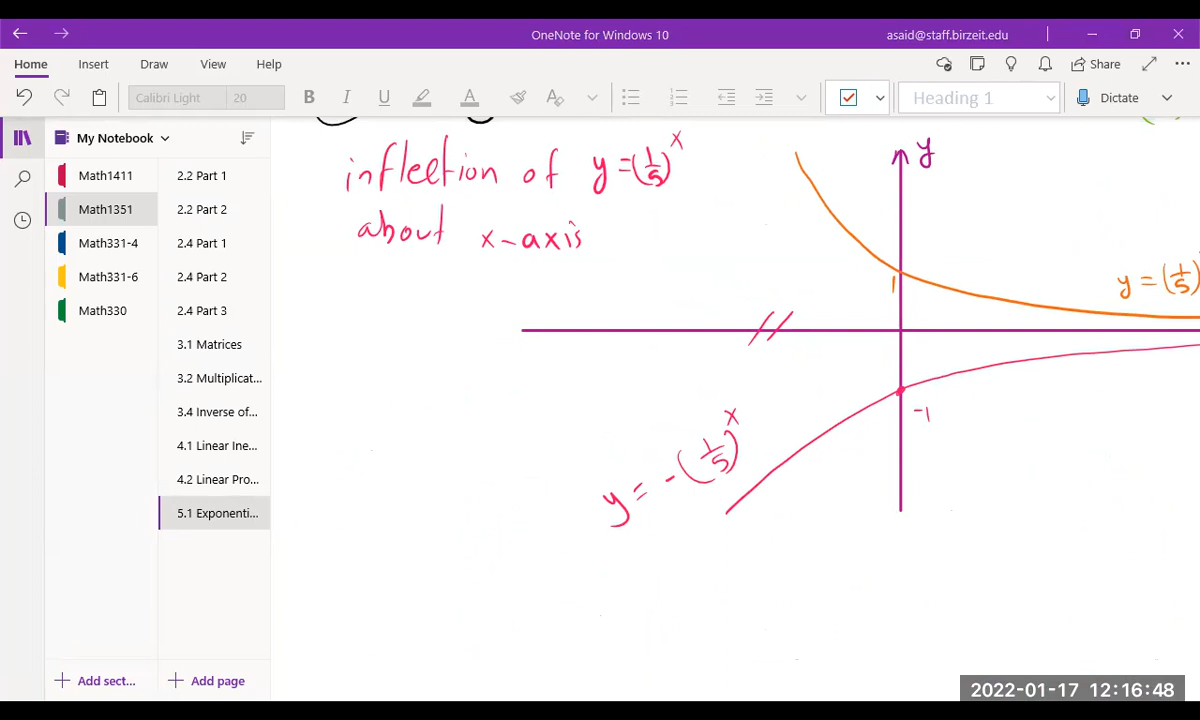 OneNote for Windows 10
asaid@staff.birzeit.edu
Home Insert Draw View Help
Share
Calibri Light 20
B I U A
Heading 1
Dictate
My Notebook
Math1411
Math1351
Math331-4
Math331-6
Math330
2.2 Part 1
2.2 Part 2
2.4 Part 1
2.4 Part 2
2.4 Part 3
3.1 Matrices
3.2 Multiplicat...
3.4 Inverse of...
4.1 Linear Ine...
4.2 Linear Pro...
5.1 Exponenti...
Add sect...
Add page
inflection of y = (1/5)^x
about x-axis
y
1
y = (1/5)
-1
y = -(1/5)^x
2022-01-17 12:16:48